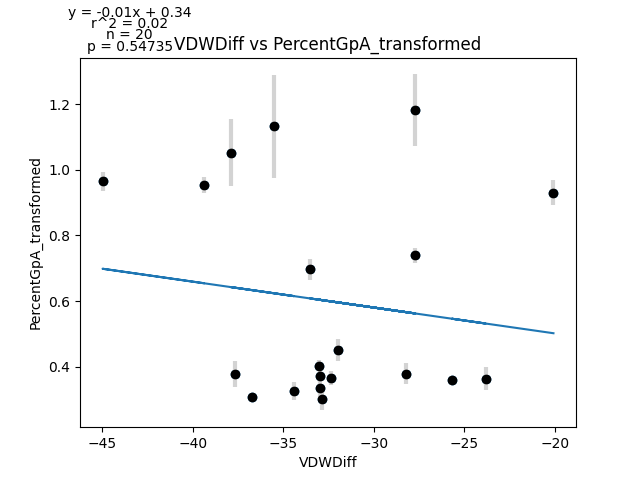 y = -0.01x + 0.34
r^2 = 0.02
n = 20
p = 0.54735
VDWDiff vs PercentGpA_transformed
PercentGpA_transformed
1.2
1.0
0.8
0.6
0.4
−45
−40
−35
−30
−25
−20
VDWDiff